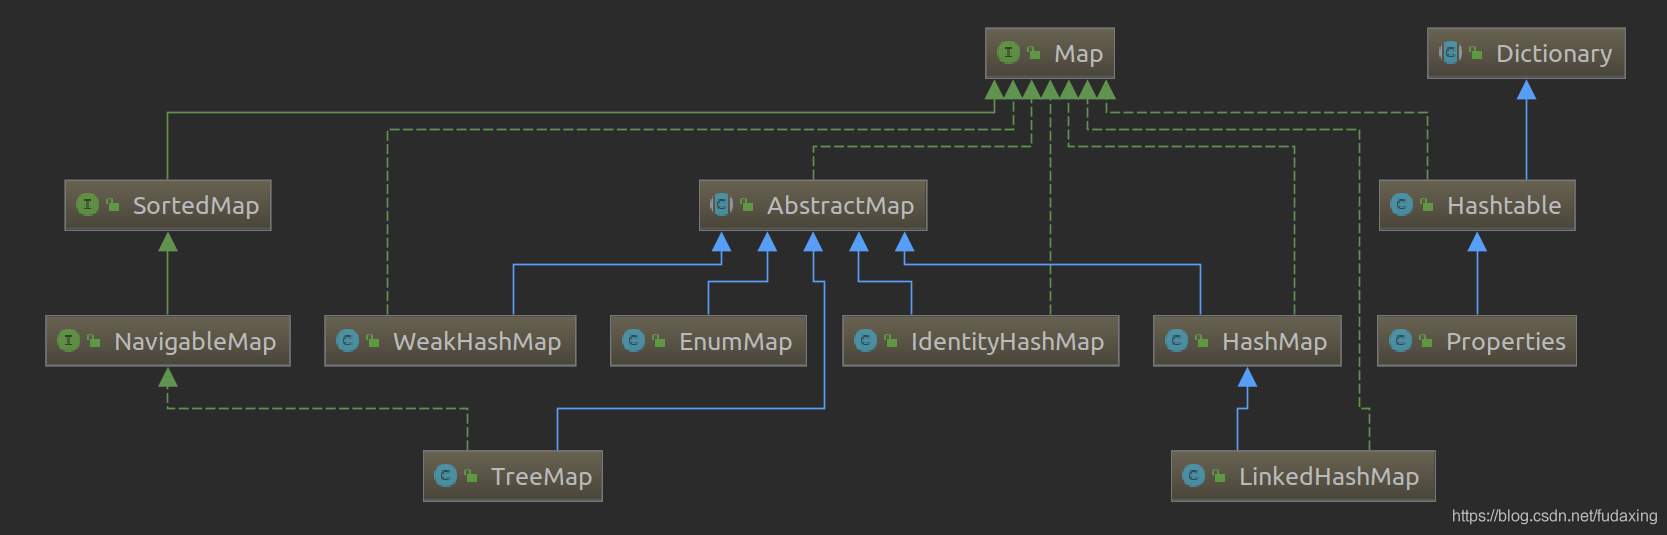 Map
Dictionary
SortedMap
AbstractMap
Hashtable
NavigableMap
WeakHashMap
EnumMap
IdentityHashMap
HashMap
Properties
TreeMap
LinkedHashMap
https://blog.csdn.net/fudaxing